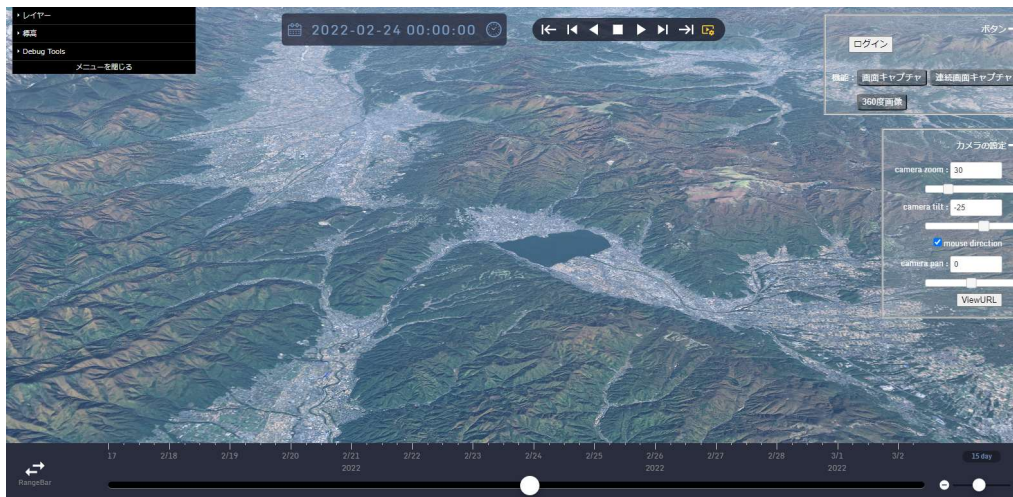 レイヤー
標高
Debug Tools
メニューを閉じる
2022-02-24 00:00:00
ボタン
ログイン
機能 : 画面キャプチャ 連続画面キャプチャ
360度画像
カメラの設定
camera room : 30
camera tilt : -25
mouse direction
camera pan : 0
ViewURL
17 2/18 2/19 2/20 2/21 2/22 2/23 2/24 2/25 2/26 2/27 2/28 3/1 3/2 15 day
2022 2022 2022
RangeBar